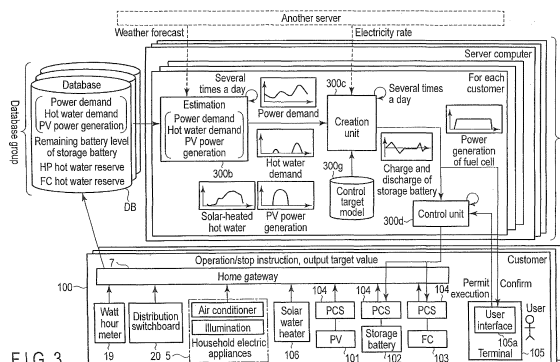 Another server
Weather forecast
Electricity rate
Server computer
For each
customer
Database group
Database
Power demand
Hot water demand
PV power generation
Remaining battery level
of storage battery
HP hot water reserve
FC hot water reserve
DB
Several
times a day
Estimation
Power demand
Hot water demand
PV power
generation
300b
Power demand
Hot water
demand
Solar-heated
hot water
PV power
generation
300c
Several times
a day
Creation
unit
300g
Control
target
model
Power
generation
of fuel cell
Charge and
discharge of
storage battery
300d
Control unit
Operation/stop instruction, output target value
Customer
100
7
Home gateway
Watt
hour
meter
19
Distribution
switchboard
20
5
Air conditioner
Illumination
Household electric
appliances
Solar
water
heater
106
104
PCS
PV
101
104
PCS
Storage
battery
102
104
PCS
FC
103
Permit
execution
Confirm
User
interface
105a
Terminal
105
User
FIG. 3